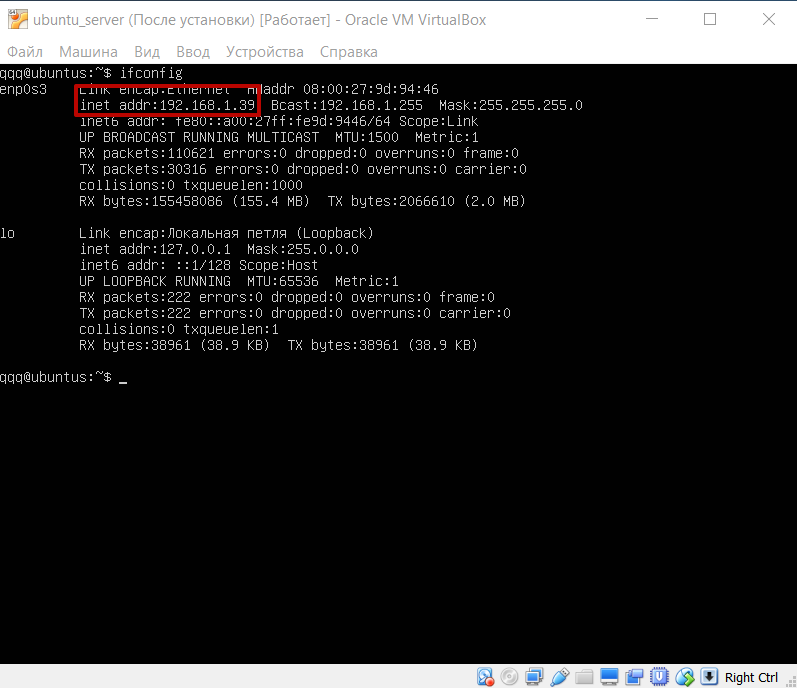 ubuntu_server (После установки) [Работает] - Oracle VM VirtualBox
Файл Машина Вид Ввод Устройства Справка
qqq@ubuntus:~$ ifconfig
enp0s3 Link encap:Ethernet HWaddr 08:00:27:9d:94:46
inet addr:192.168.1.39 Bcast:192.168.1.255 Mask:255.255.255.0
inet6 addr: fe80::a00:27ff:fe9d:9446/64 Scope:Link
UP BROADCAST RUNNING MULTICAST MTU:1500 Metric:1
RX packets:110621 errors:0 dropped:0 overruns:0 frame:0
TX packets:30316 errors:0 dropped:0 overruns:0 carrier:0
collisions:0 txqueuelen:1000
RX bytes:155458086 (155.4 MB) TX bytes:2066610 (2.0 MB)
lo Link encap:Локальная петля (Loopback)
inet addr:127.0.0.1 Mask:255.0.0.0
inet6 addr: ::1/128 Scope:Host
UP LOOPBACK RUNNING MTU:65536 Metric:1
RX packets:222 errors:0 dropped:0 overruns:0 frame:0
TX packets:222 errors:0 dropped:0 overruns:0 carrier:0
collisions:0 txqueuelen:1
RX bytes:38961 (38.9 KB) TX bytes:38961 (38.9 KB)
qqq@ubuntus:~$ _
Right Ctrl